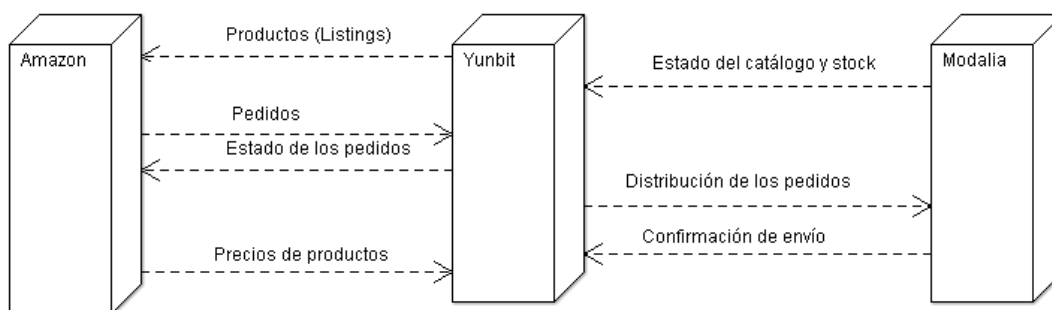 Productos (Listings)
Amazon
Yunbit
Estado del catálogo y stock
Modalia
Pedidos
Estado de los pedidos
Distribución de los pedidos
Confirmación de envío
Precios de productos